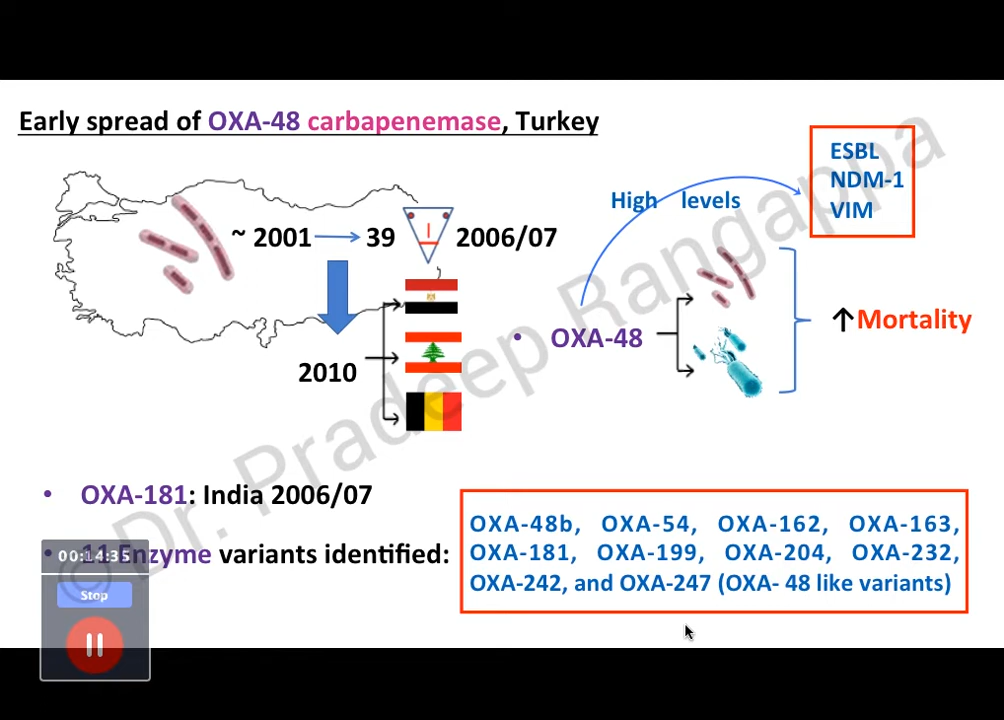 Early spread of OXA-48 carbapenemase, Turkey
ESBL
NDM-1
VIM
High levels
~ 2001 39 2006/07
• OXA-48
↑Mortality
2010
• OXA-181: India 2006/07
• 11 Enzyme variants identified:
OXA-48b, OXA-54, OXA-162, OXA-163,
OXA-181, OXA-199, OXA-204, OXA-232,
OXA-242, and OXA-247 (OXA- 48 like variants)
00:14:35
Stop
© Dr. Pradeep Rangappa